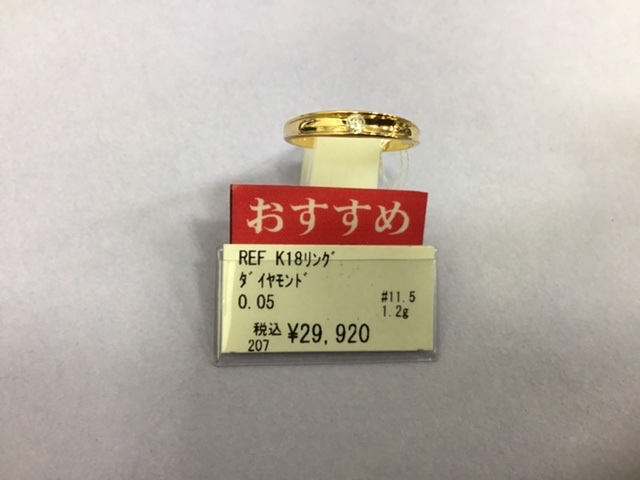 おすすめ
REF K18ﾘﾝｸﾞ
ﾀﾞｲﾔﾓﾝﾄﾞ
0.05 #11.5
1.2g
税込 ¥29,920
207